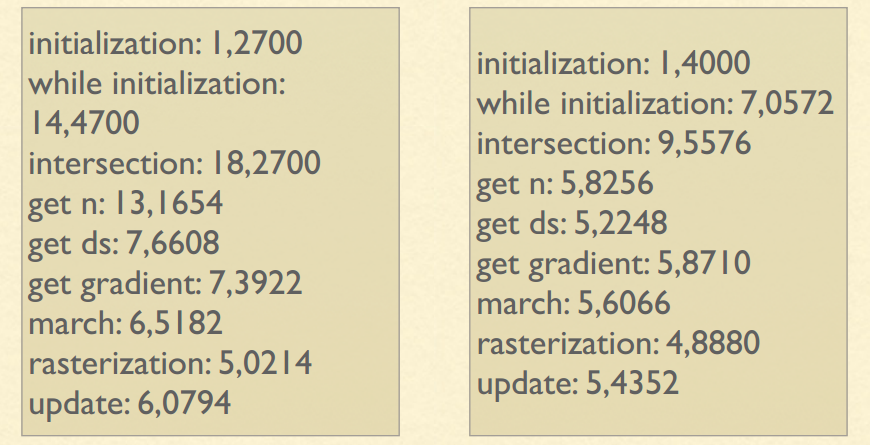 initialization: 1,2700
while initialization:
14,4700
intersection: 18,2700
get n: 13,1654
get ds: 7,6608
get gradient: 7,3922
march: 6,5182
rasterization: 5,0214
update: 6,0794
initialization: 1,4000
while initialization: 7,0572
intersection: 9,5576
get n: 5,8256
get ds: 5,2248
get gradient: 5,8710
march: 5,6066
rasterization: 4,8880
update: 5,4352